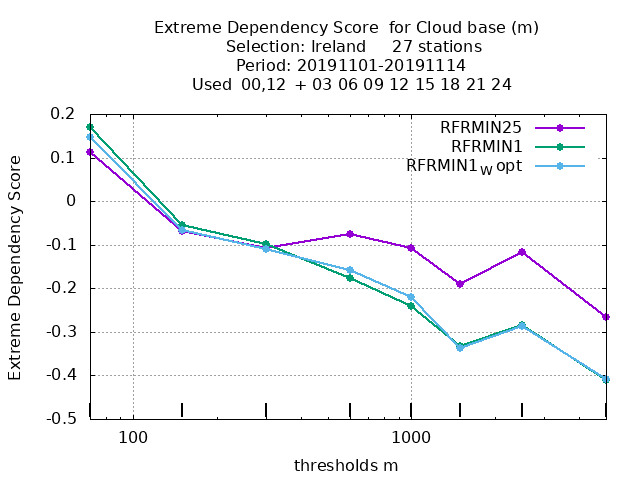 Extreme Dependency Score  for Cloud base (m)
Selection: Ireland     27 stations
Period: 20191101-20191114
Used  00,12  + 03 06 09 12 15 18 21 24
RFRMIN25
RFRMIN1
RFRMIN1W opt
0.2
0.1
0
-0.1
-0.2
-0.3
-0.4
-0.5
Extreme Dependency Score
100 1000
thresholds m